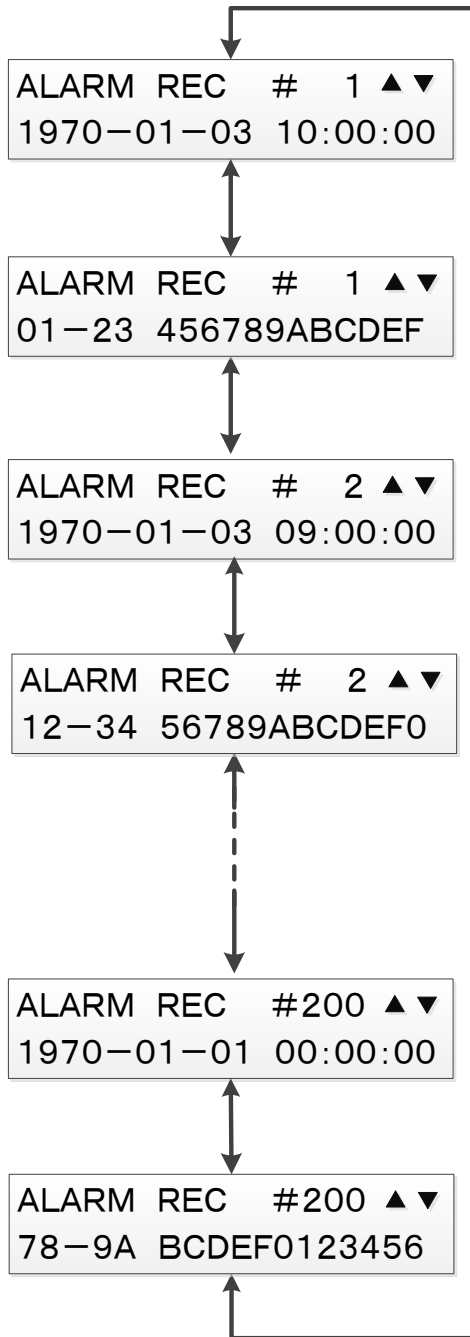 ALARM REC # 1 ▲ ▼
1970-01-03 10:00:00
ALARM REC # 1 ▲ ▼
01-23 456789ABCDEF
ALARM REC # 2 ▲ ▼
1970-01-03 09:00:00
ALARM REC # 2 ▲ ▼
12-34 56789ABCDEF0
ALARM REC #200 ▲ ▼
1970-01-01 00:00:00
ALARM REC #200 ▲ ▼
78-9A BCDEF0123456